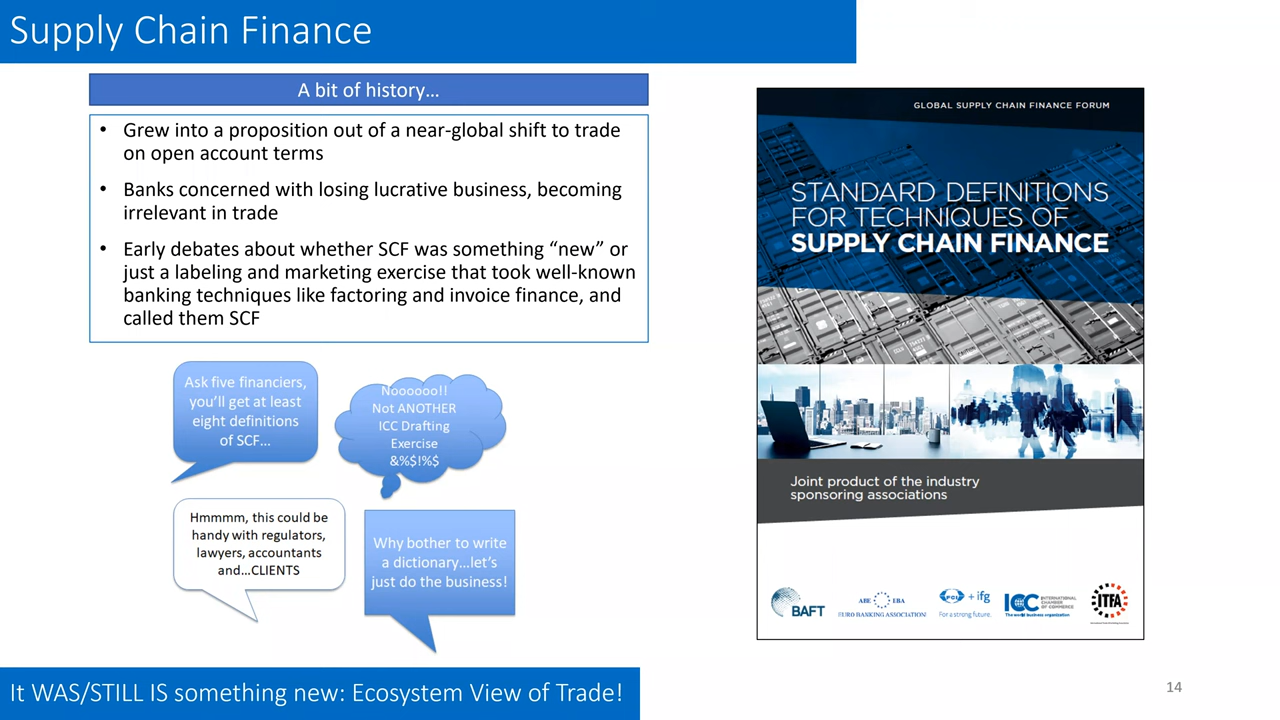 Supply Chain Finance
A bit of history…
• Grew into a proposition out of a near-global shift to trade
on open account terms
• Banks concerned with losing lucrative business, becoming
irrelevant in trade
• Early debates about whether SCF was something “new” or
just a labeling and marketing exercise that took well-known
banking techniques like factoring and invoice finance, and
called them SCF
Ask five financiers,
you’ll get at least
eight definitions
of SCF…
Noooooo!!
Not ANOTHER
ICC Drafting
Exercise
&%$!%$
Hmmmm, this could be
handy with regulators,
lawyers, accountants
and…CLIENTS
Why bother to write
a dictionary…let’s
just do the business!
GLOBAL SUPPLY CHAIN FINANCE FORUM
STANDARD DEFINITIONS
FOR TECHNIQUES OF
SUPPLY CHAIN FINANCE
Joint product of the industry
sponsoring associations
BAFT
ABE EBA
EURO BANKING ASSOCIATION
FCI + ifg
For a strong future.
ICC INTERNATIONAL
CHAMBER
OF COMMERCE
The world business organization
ITFA
It WAS/STILL IS something new: Ecosystem View of Trade!
14